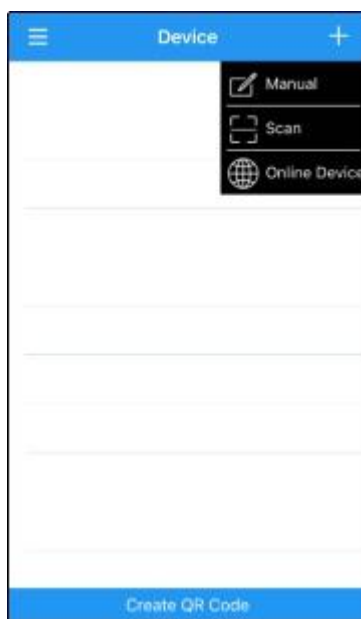 Device
Manual
Scan
Online Device
Create QR Code